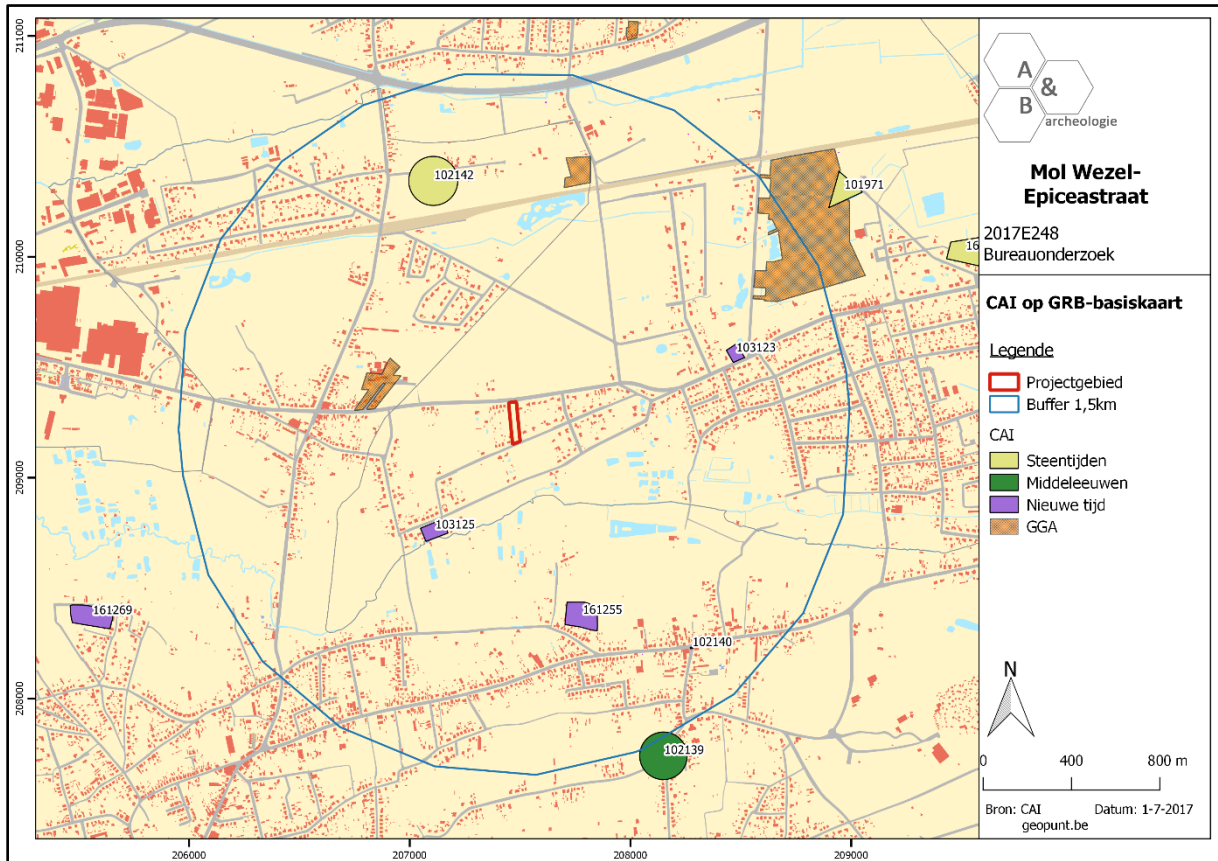 211000
210000
209000
208000
206000
207000
208000
209000
102142
101971
16
103123
103125
161269
161255
102140
102139
A
&
B
archeologie
Mol Wezel-
Epiceastraat
2017E248
Bureauonderzoek
CAI op GRB-basiskaart
Legende
Projectgebied
Buffer 1,5km
CAI
Steentijden
Middeleeuwen
Nieuwe tijd
GGA
N
0 400 800 m
Bron: CAI Datum: 1-7-2017
geopunt.be